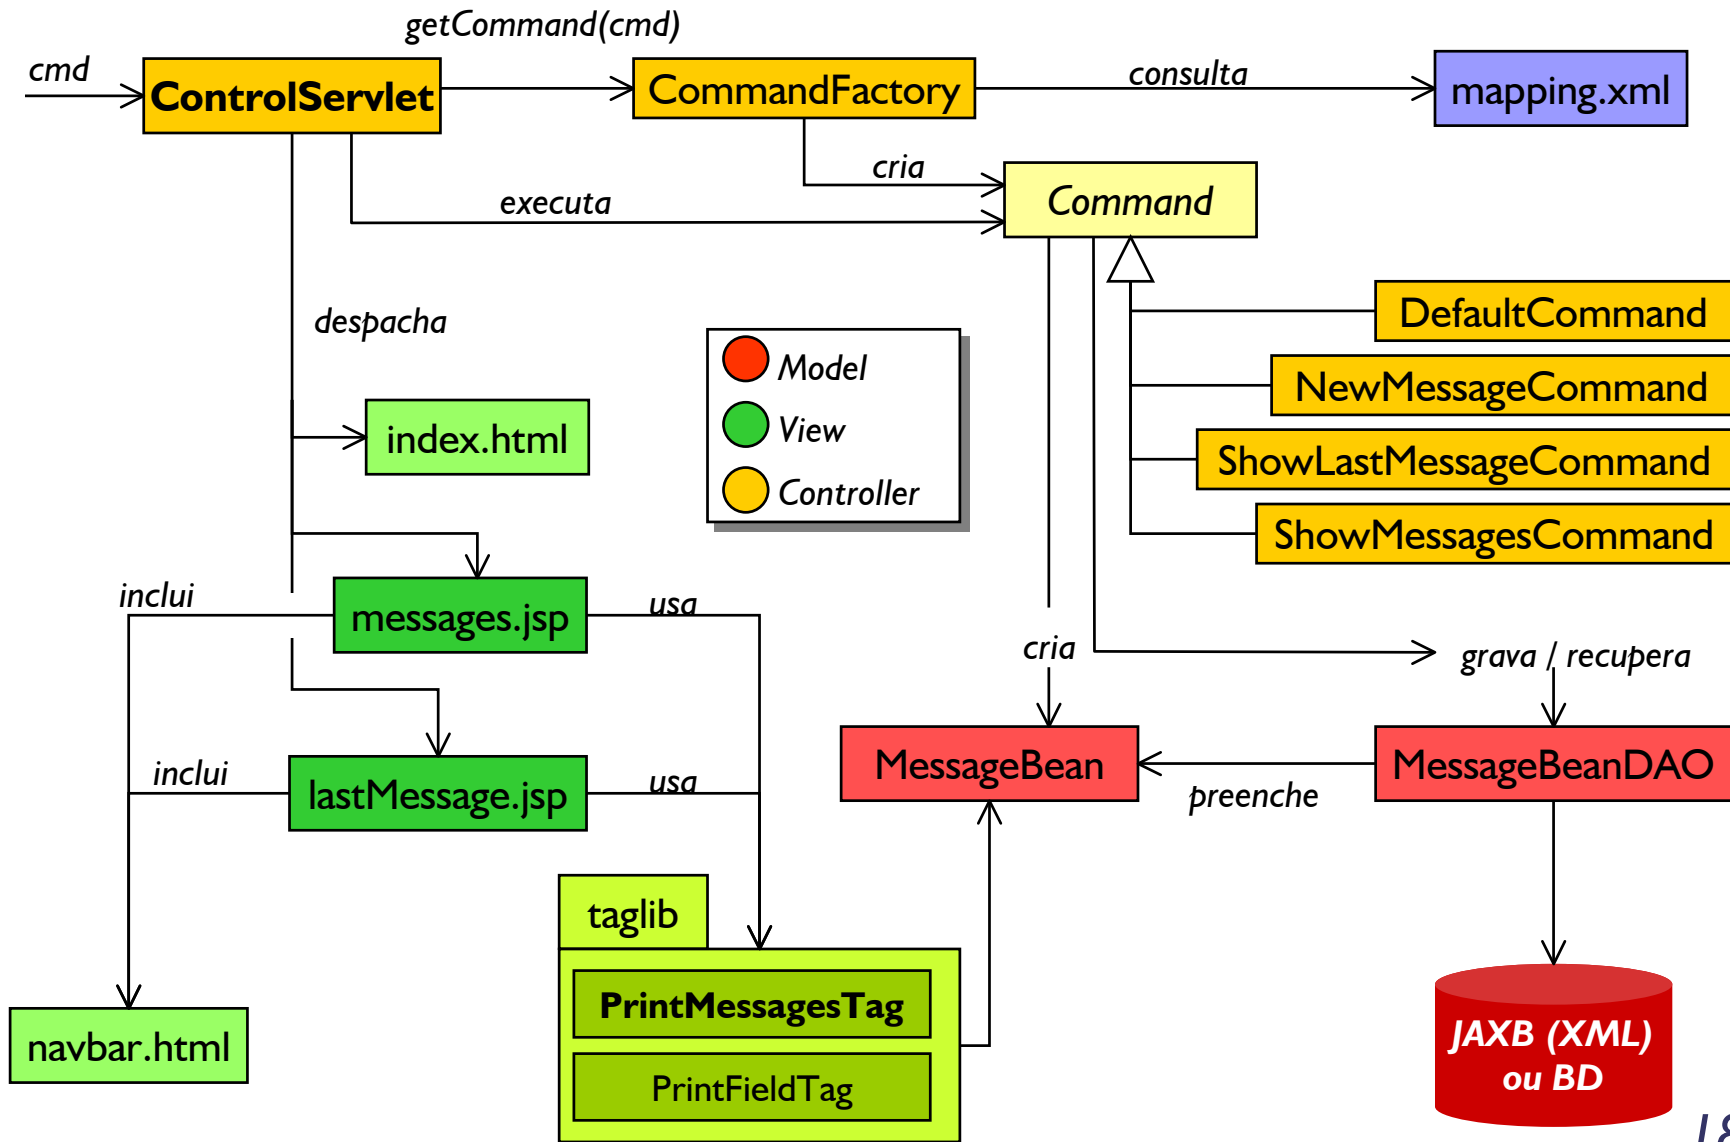 getCommand(cmd)
cmd
ControlServlet
CommandFactory
consulta
mapping.xml
cria
executa
Command
despacha
DefaultCommand
Model
NewMessageCommand
index.html
View
ShowLastMessageCommand
Controller
ShowMessagesCommand
inclui
messages.jsp
usa
cria
grava / recupera
inclui
lastMessage.jsp
usa
MessageBean
preenche
MessageBeanDAO
taglib
PrintMessagesTag
navbar.html
PrintFieldTag
JAXB (XML)
ou BD